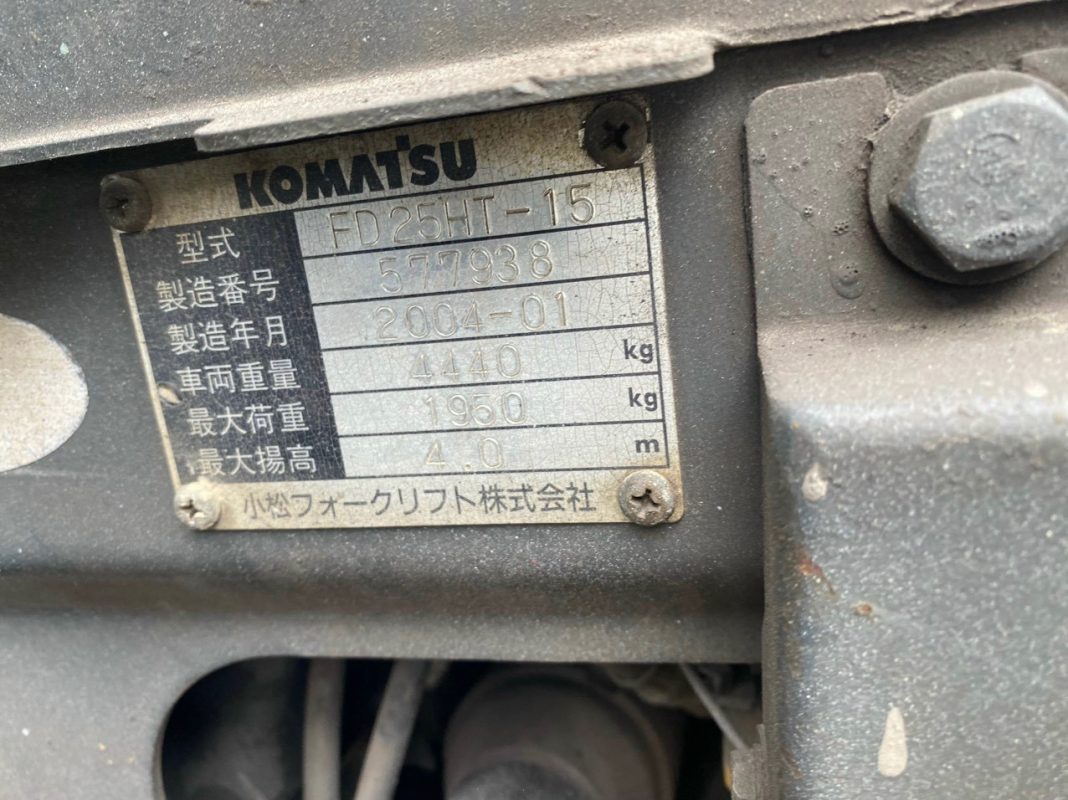 KOMATSU
型式 FD25HT-15
製造番号 577938
製造年月 2004-01
車両重量 4440 kg
最大荷重 1950 kg
最大揚高 4.0 m
小松フォークリフト株式会社